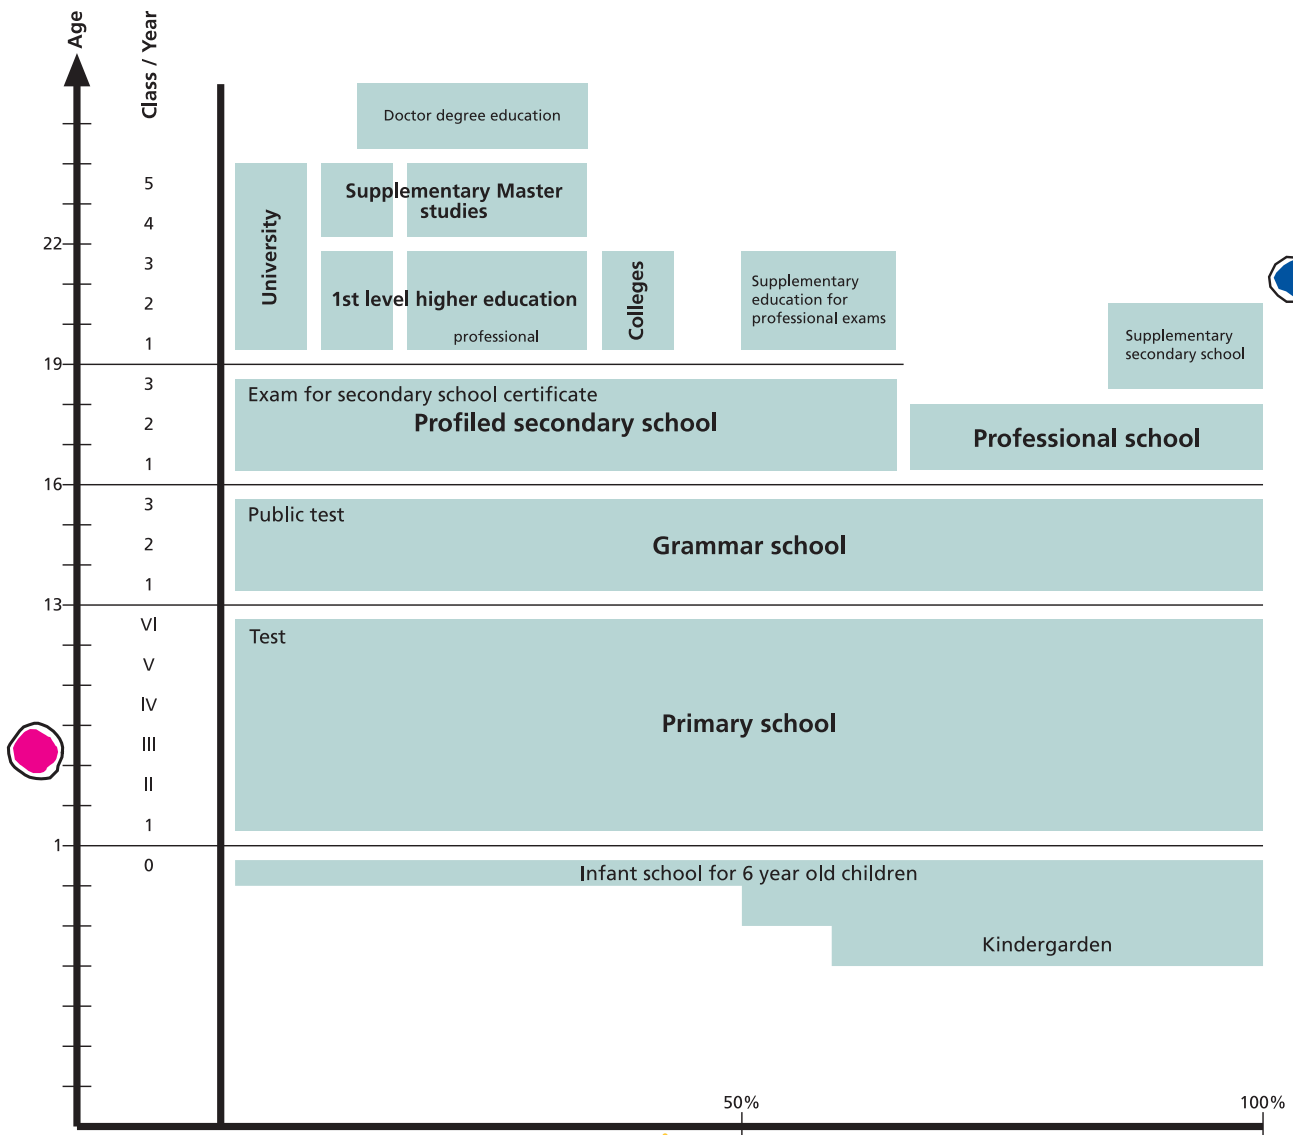 Age
Class / Year
Doctor degree education
5
Supplementary Master
studies
4
University
22
3
1st level higher education
professional
Colleges
Supplementary
education for
professional exams
2
1
Supplementary
secondary school
19
3
Exam for secondary school certificate
Profiled secondary school
2
Professional school
1
16
3
Public test
2
Grammar school
1
13
VI
Test
V
IV
Primary school
III
II
1
1
0
Infant school for 6 year old children
Kindergarden
50%
100%